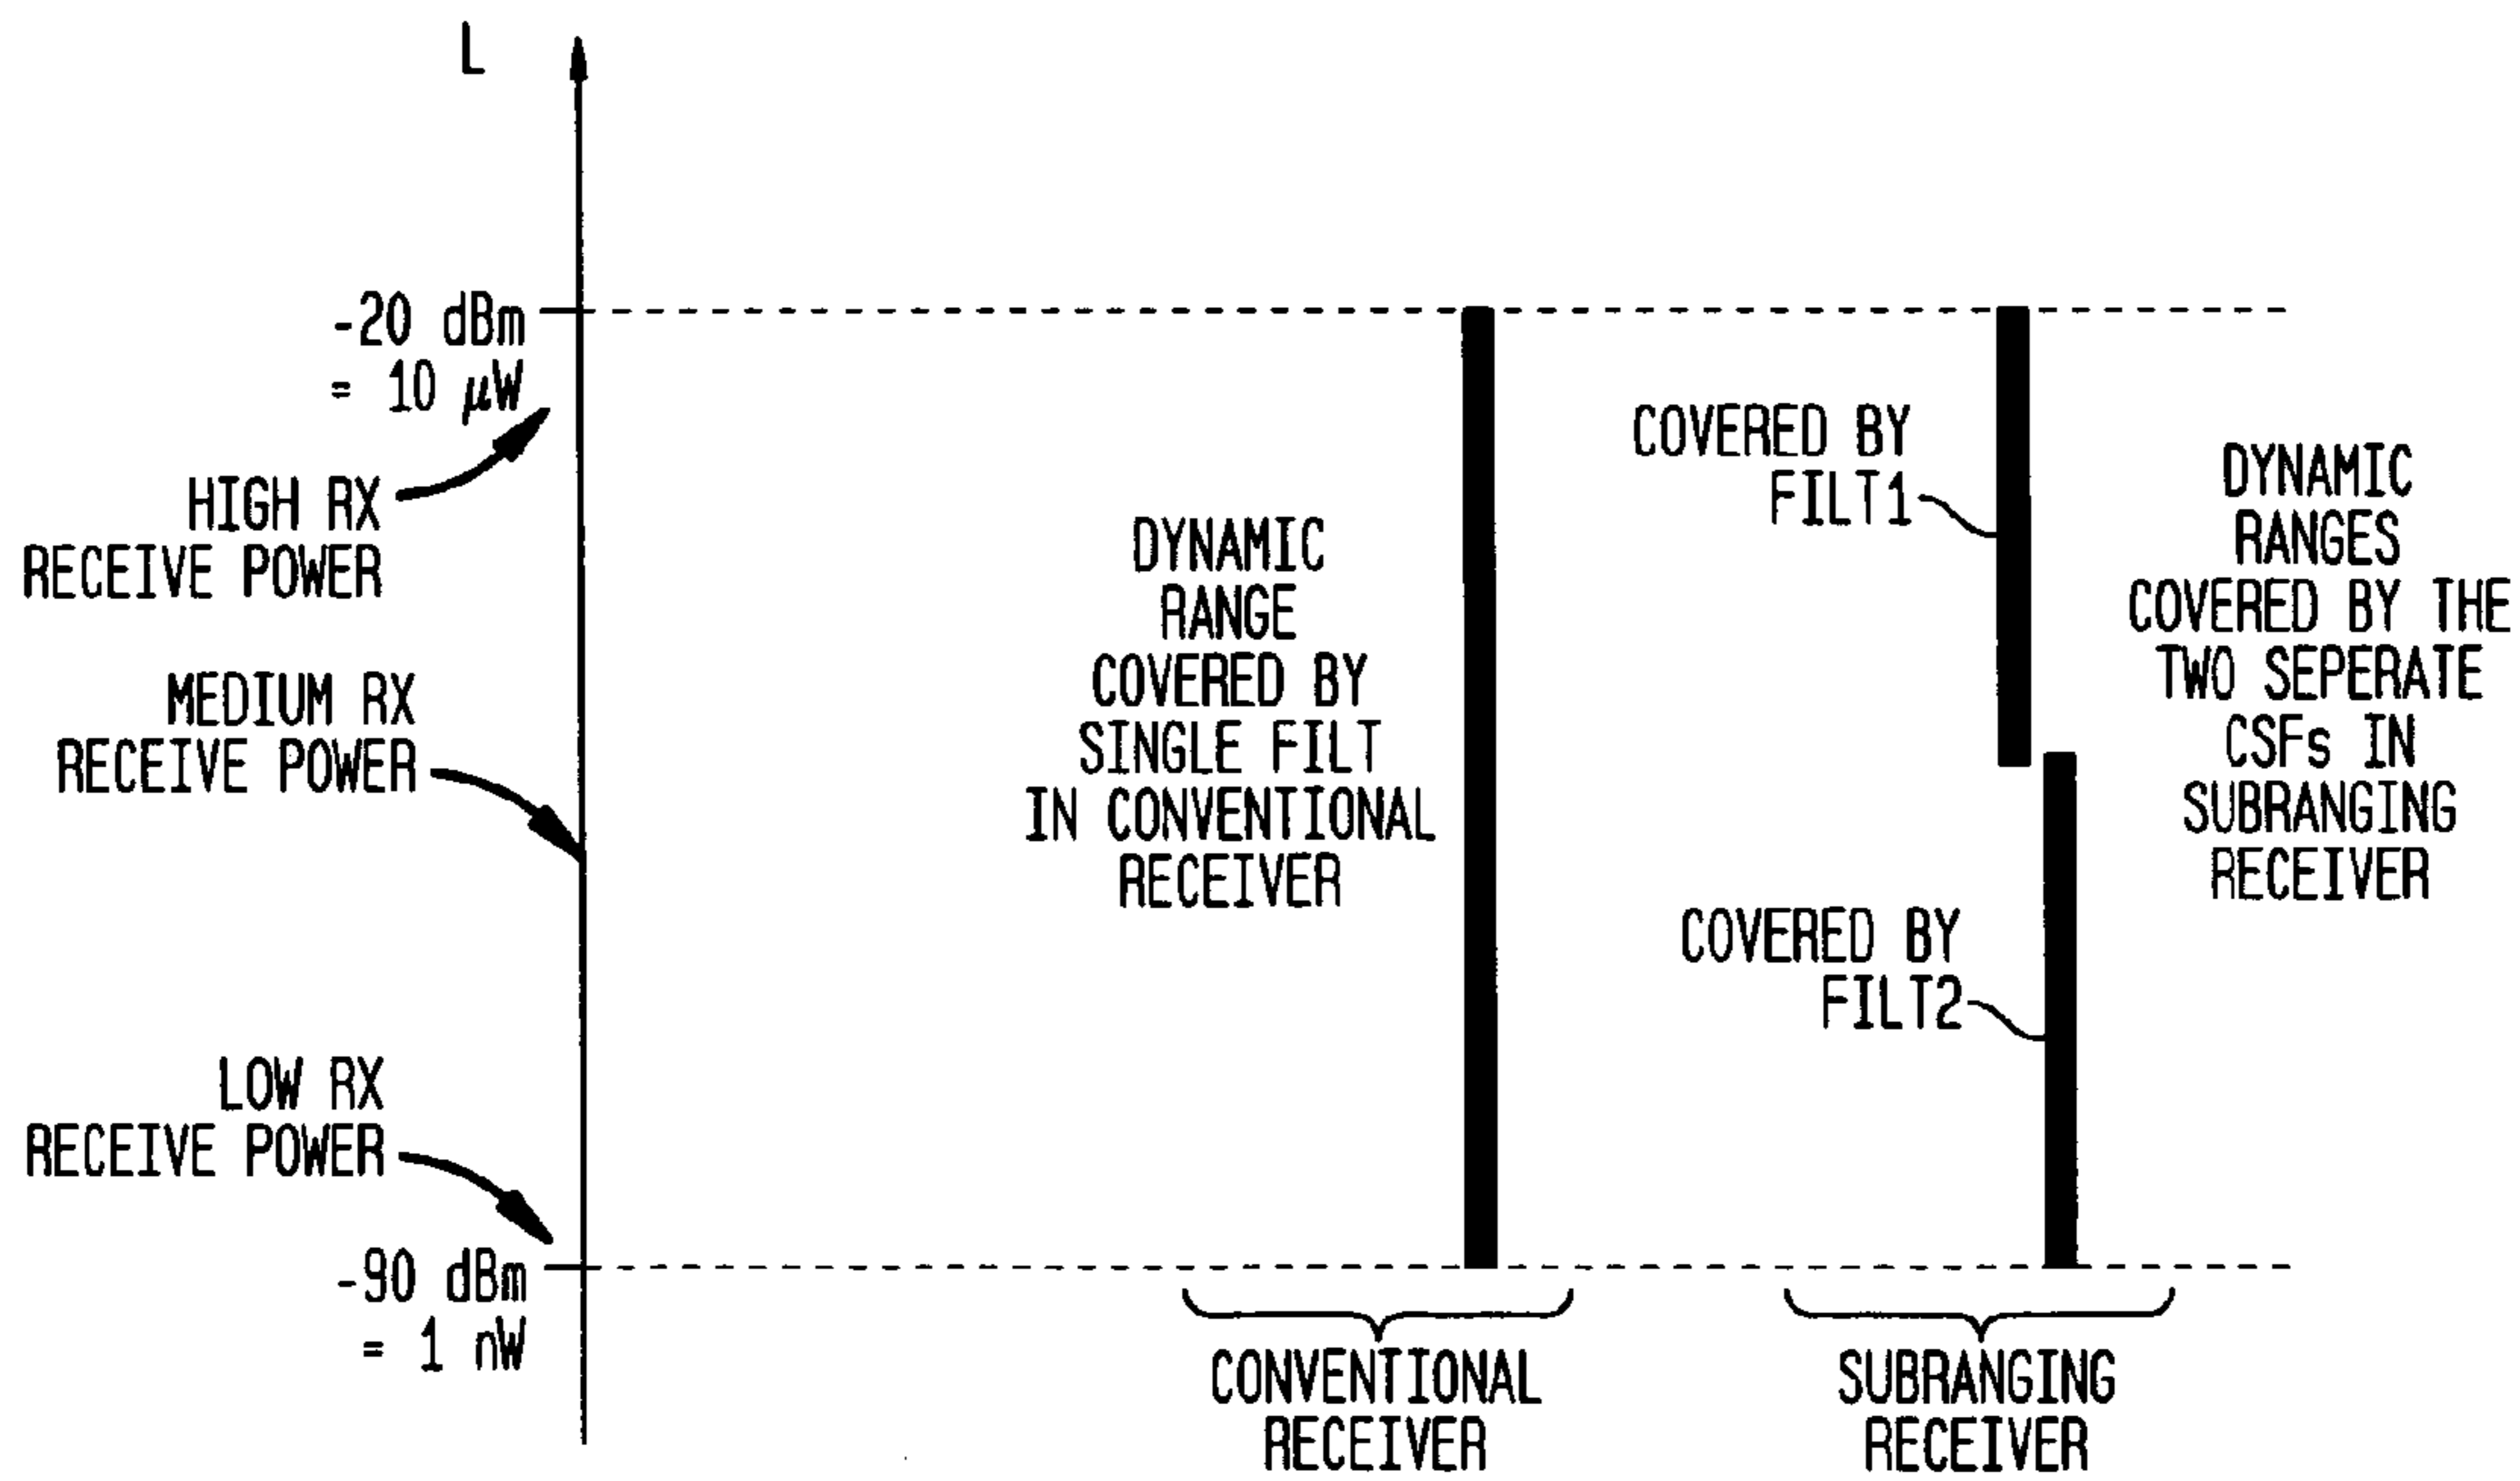 L
-20 dBm
= 10 µW
HIGH RX
RECEIVE POWER
MEDIUM RX
RECEIVE POWER
LOW RX
RECEIVE POWER
-90 dBm
= 1 nW
DYNAMIC
RANGE
COVERED BY
SINGLE FILT
IN CONVENTIONAL
RECEIVER
COVERED BY
FILT1
COVERED BY
FILT2
DYNAMIC
RANGES
COVERED BY THE
TWO SEPERATE
CSFs IN
SUBRANGING
RECEIVER
CONVENTIONAL
RECEIVER
SUBRANGING
RECEIVER